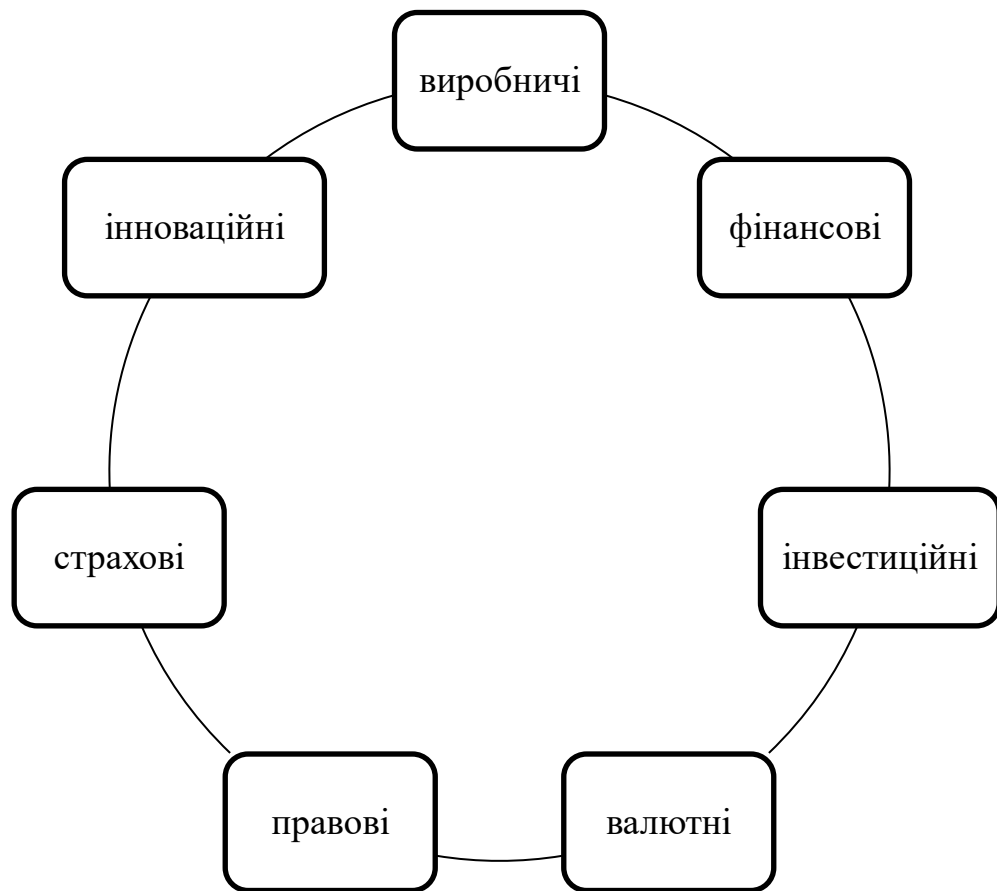 виробничі
фінансові
інвестиційні
валютні
правові
страхові
інноваційні